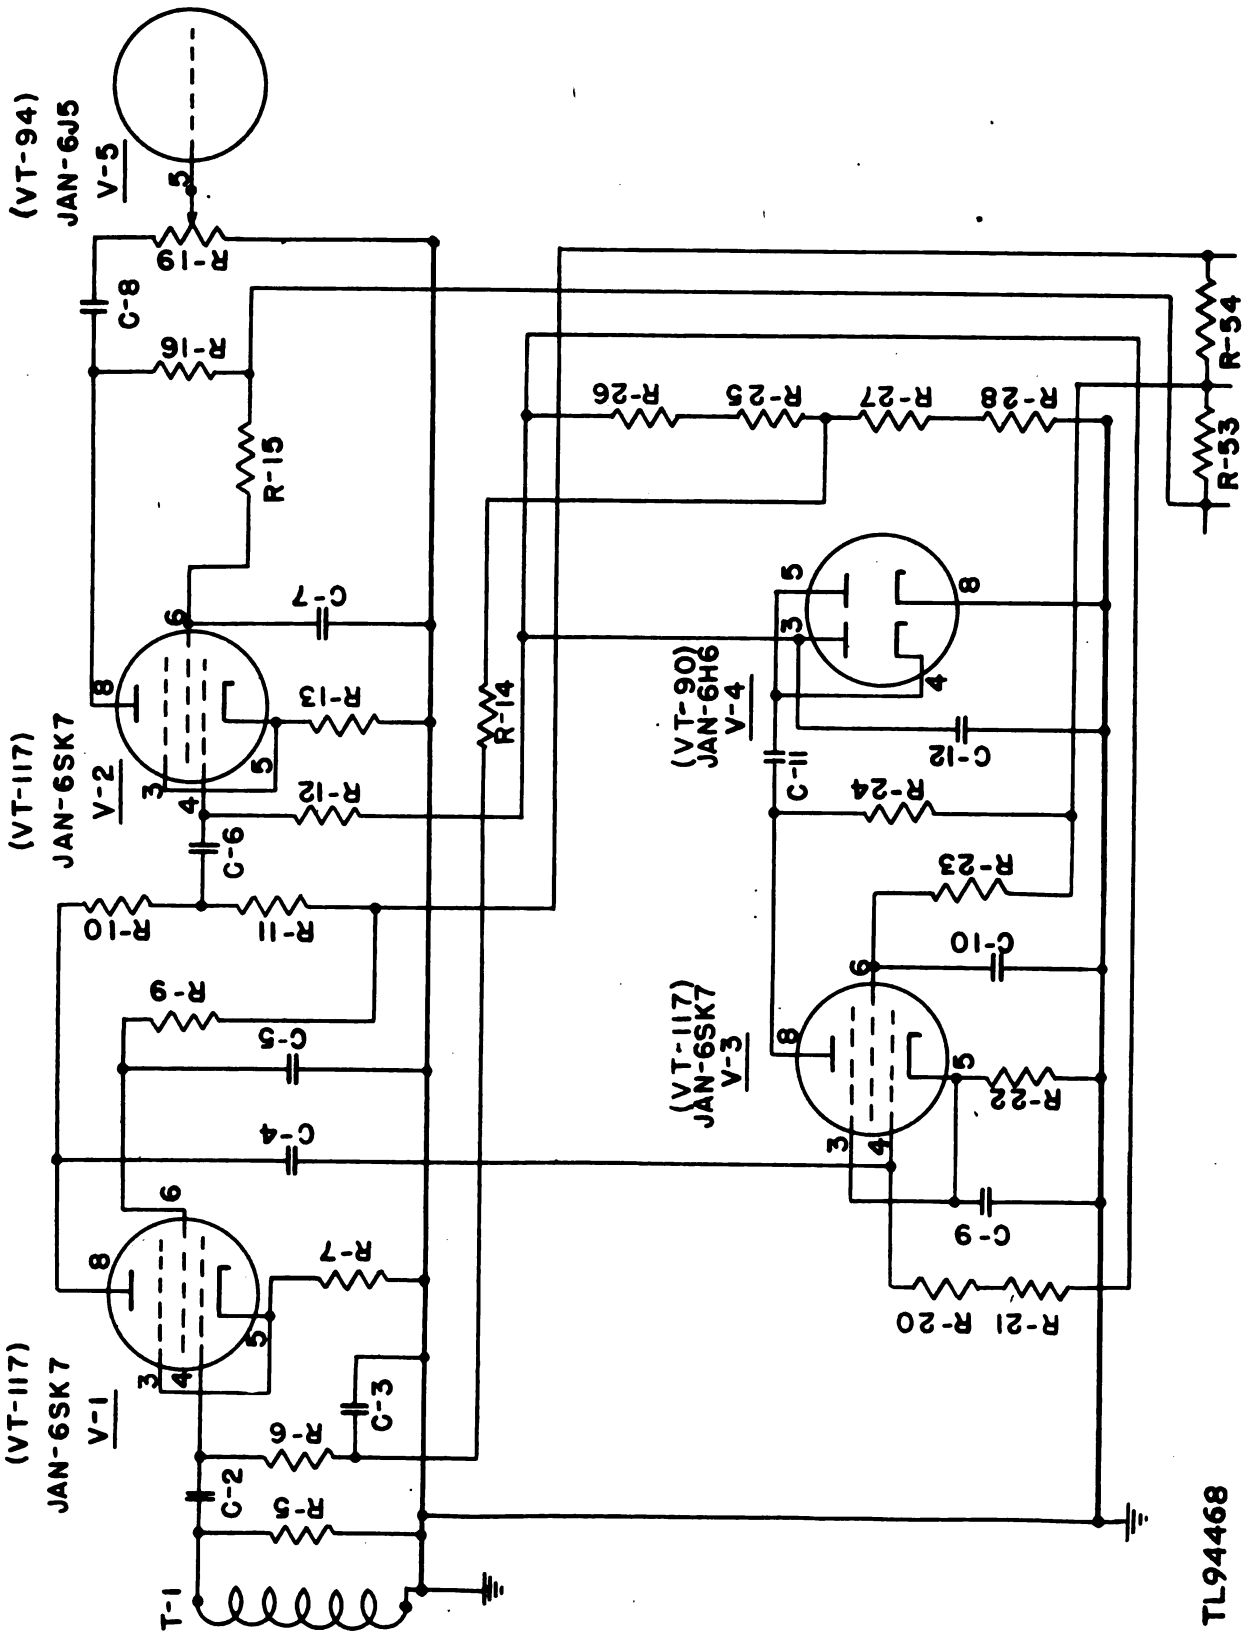 (VT-117)
JAN-6SK7
V-1
(VT-117)
JAN-6SK7
V-2
(VT-94)
JAN-6J5
V-5
T-1
R-5
C-2
R-6
C-3
3
4
5
8
6
R-7
C-4
C-5
R-9
R-10
R-11
C-6
R-12
3
4
5
8
6
R-13
C-7
R-15
R-16
C-8
R-19
5
R-14
(VT-117)
JAN-6SK7
V-3
(VT-90)
JAN-6H6
V-4
R-20
R-21
C-9
3
4
5
8
6
R-22
C-10
R-23
R-24
C-11
C-12
3
5
4
8
R-26
R-25
R-27
R-28
R-53
R-54
TL94468